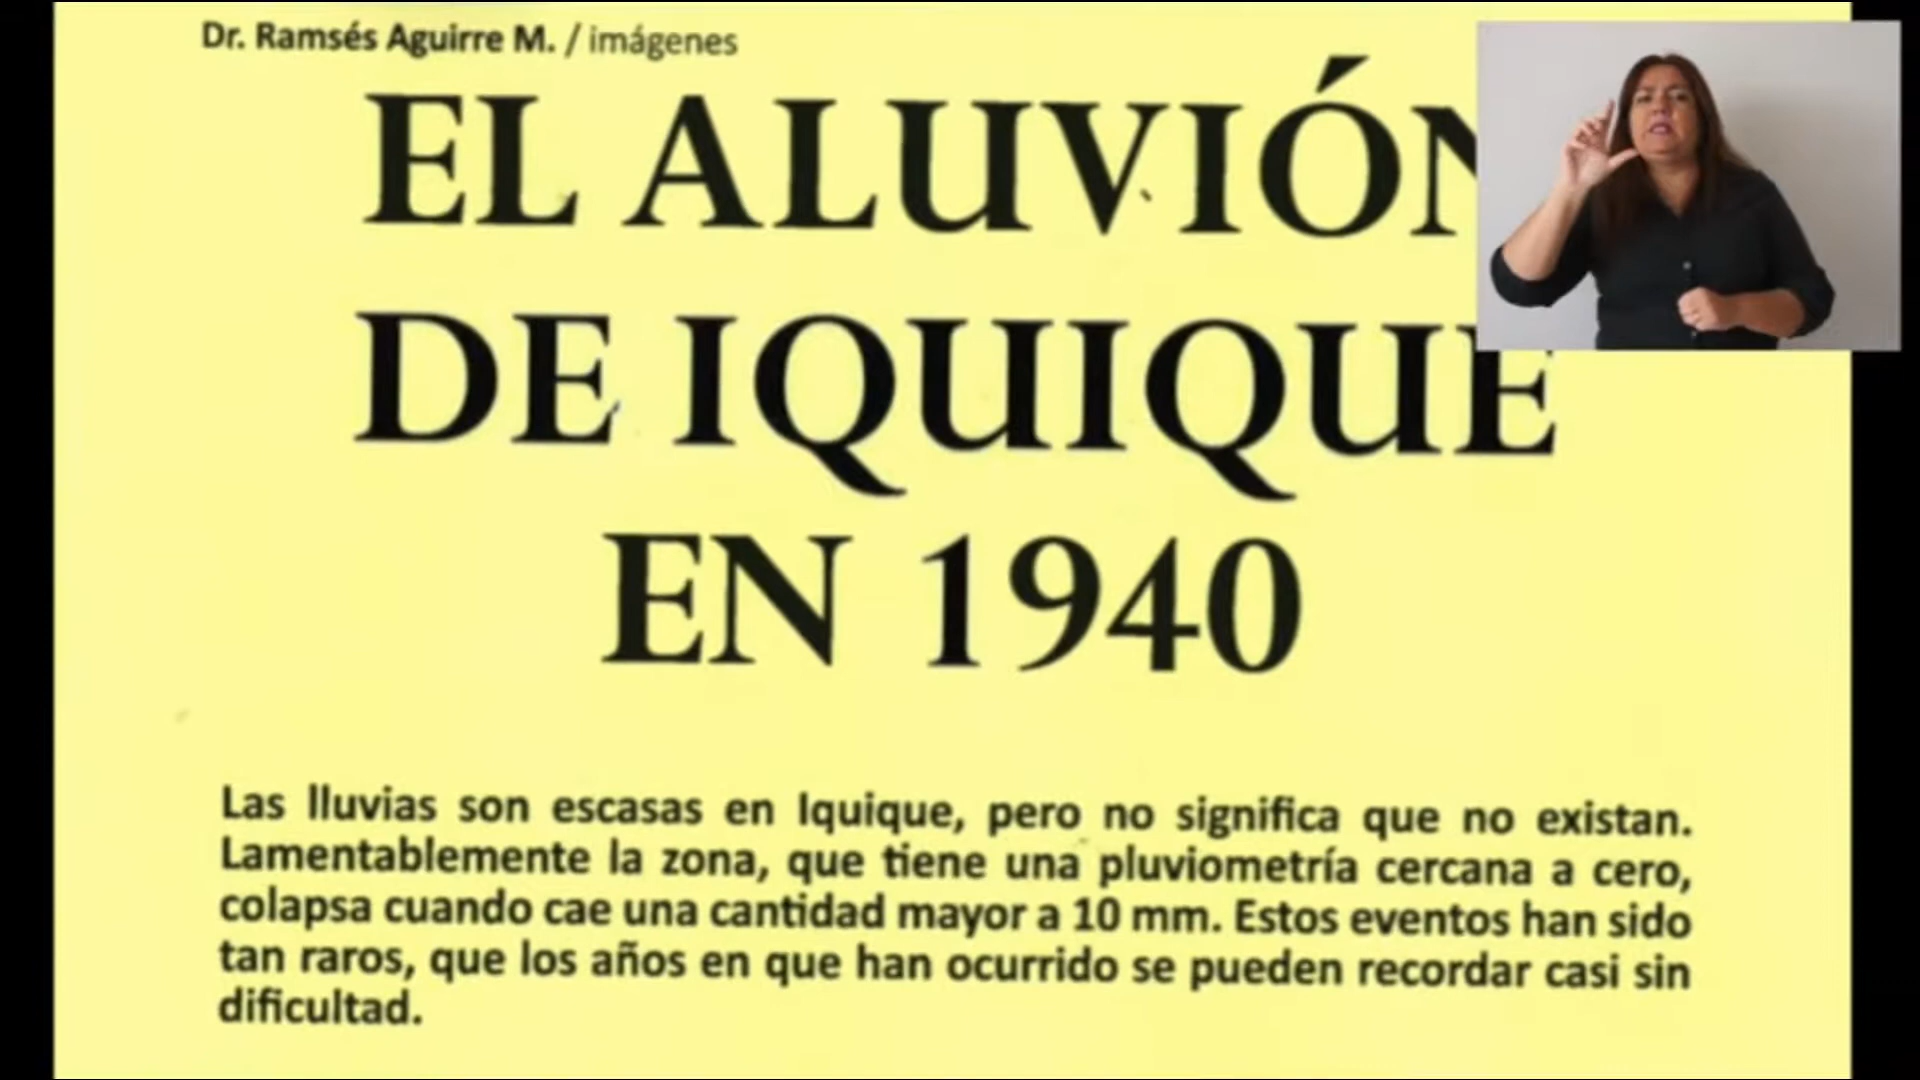 Dr. Ramsés Aguirre M. / imágenes
EL ALUVIÓN
DE IQUIQUE
EN 1940
Las lluvias son escasas en Iquique, pero no significa que no existan.
Lamentablemente la zona, que tiene una pluviometría cercana a cero,
colapsa cuando cae una cantidad mayor a 10 mm. Estos eventos han sido
tan raros, que los años en que han ocurrido se pueden recordar casi sin
dificultad.